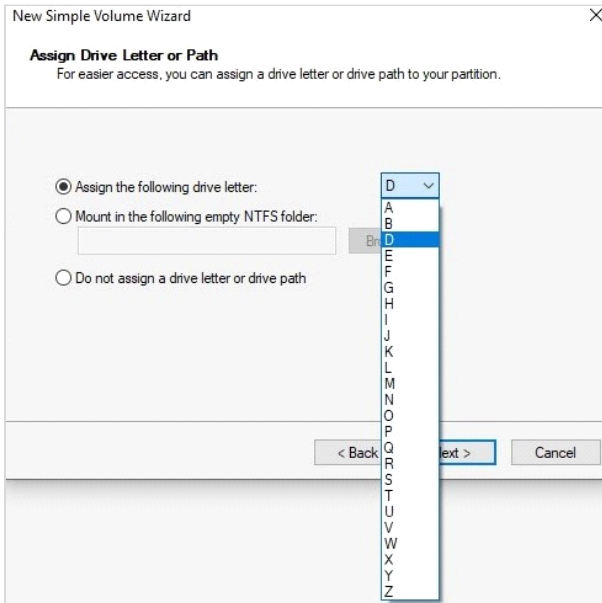 New Simple Volume Wizard
Assign Drive Letter or Path
For easier access, you can assign a drive letter or drive path to your partition.
Assign the following drive letter:
D
Mount in the following empty NTFS folder:
Do not assign a drive letter or drive path
A
B
D
E
F
G
H
I
J
K
L
M
N
O
P
Q
R
S
T
U
V
W
X
Y
Z
< Back
ext >
Cancel